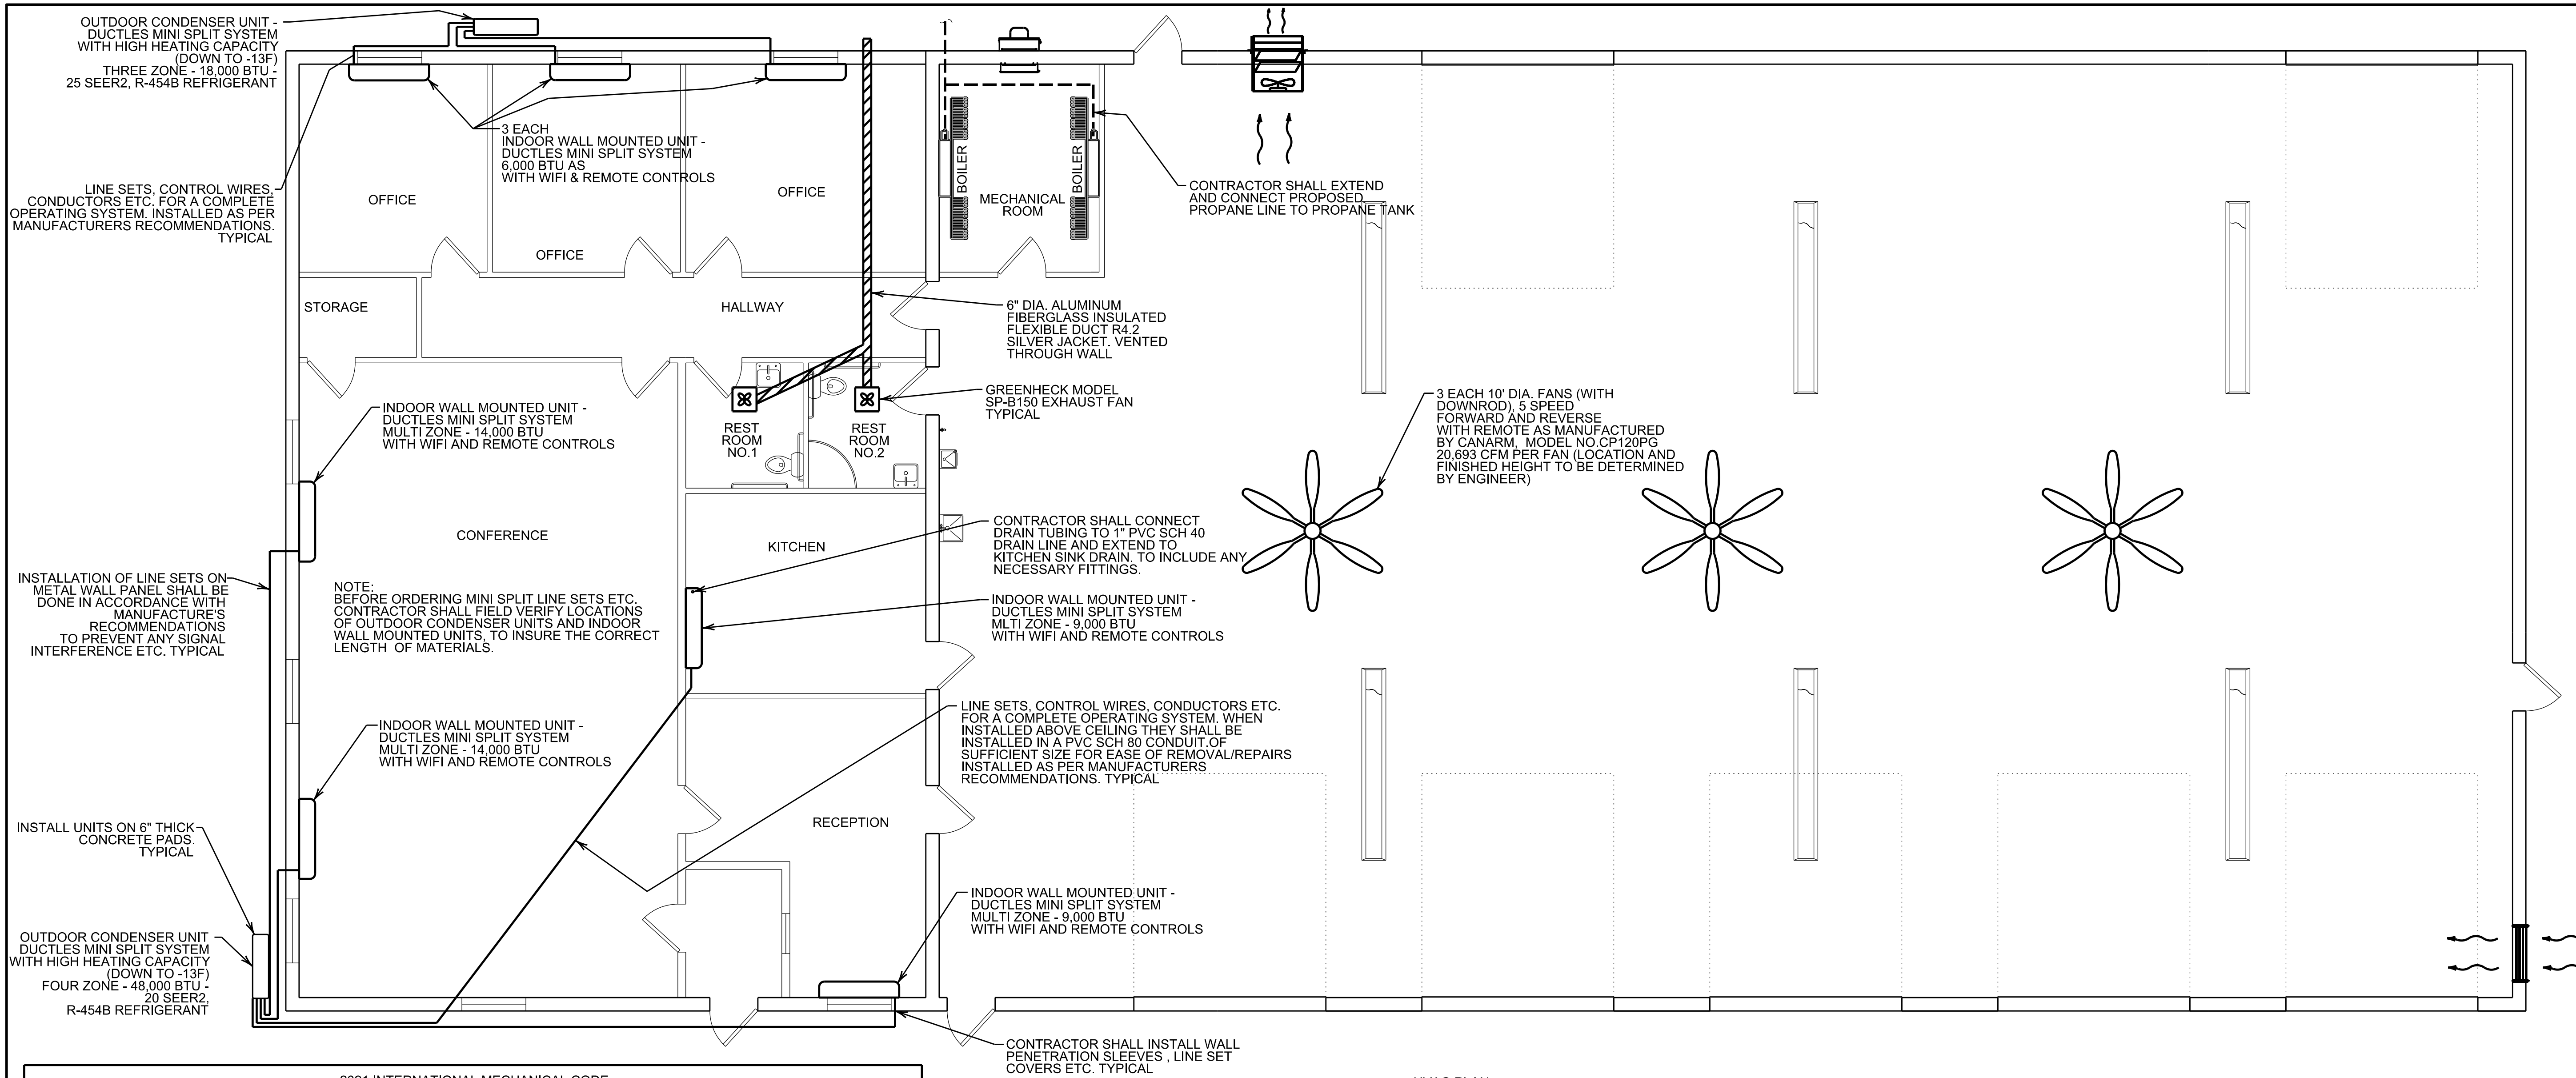 OUTDOOR CONDENSER UNIT -
DUCTLES MINI SPLIT SYSTEM
WITH HIGH HEATING CAPACITY
(DOWN TO -13F)
THREE ZONE - 18,000 BTU -
25 SEER2, R-454B REFRIGERANT
3 EACH
INDOOR WALL MOUNTED UNIT -
DUCTLES MINI SPLIT SYSTEM
6,000 BTU AS
WITH WIFI & REMOTE CONTROLS
LINE SETS, CONTROL WIRES,
CONDUCTORS ETC. FOR A COMPLETE
OPERATING SYSTEM. INSTALLED AS PER
MANUFACTURERS RECOMMENDATIONS.
TYPICAL
OFFICE
OFFICE
OFFICE
BOILER
BOILER
MECHANICAL
ROOM
CONTRACTOR SHALL EXTEND
AND CONNECT PROPOSED
PROPANE LINE TO PROPANE TANK
STORAGE
HALLWAY
6" DIA. ALUMINUM
FIBERGLASS INSULATED
FLEXIBLE DUCT R4.2
SILVER JACKET. VENTED
THROUGH WALL
GREENHECK MODEL
SP-B150 EXHAUST FAN
TYPICAL
INDOOR WALL MOUNTED UNIT -
DUCTLES MINI SPLIT SYSTEM
MULTI ZONE - 14,000 BTU
WITH WIFI AND REMOTE CONTROLS
REST
ROOM
NO.1
REST
ROOM
NO.2
3 EACH 10' DIA. FANS (WITH
DOWNROD), 5 SPEED
FORWARD AND REVERSE
WITH REMOTE AS MANUFACTURED
BY CANARM,  MODEL NO.CP120PG
20,693 CFM PER FAN (LOCATION AND
FINISHED HEIGHT TO BE DETERMINED
BY ENGINEER)
CONFERENCE
KITCHEN
CONTRACTOR SHALL CONNECT
DRAIN TUBING TO 1" PVC SCH 40
DRAIN LINE AND EXTEND TO
KITCHEN SINK DRAIN. TO INCLUDE ANY
NECESSARY FITTINGS.
INSTALLATION OF LINE SETS ON
METAL WALL PANEL SHALL BE
DONE IN ACCORDANCE WITH
MANUFACTURE'S
RECOMMENDATIONS
TO PREVENT ANY SIGNAL
INTERFERENCE ETC. TYPICAL
NOTE:
BEFORE ORDERING MINI SPLIT LINE SETS ETC.
CONTRACTOR SHALL FIELD VERIFY LOCATIONS
OF OUTDOOR CONDENSER UNITS AND INDOOR
WALL MOUNTED UNITS, TO INSURE THE CORRECT
LENGTH  OF MATERIALS.
INDOOR WALL MOUNTED UNIT -
DUCTLES MINI SPLIT SYSTEM
MLTI ZONE - 9,000 BTU
WITH WIFI AND REMOTE CONTROLS
INDOOR WALL MOUNTED UNIT -
DUCTLES MINI SPLIT SYSTEM
MULTI ZONE - 14,000 BTU
WITH WIFI AND REMOTE CONTROLS
LINE SETS, CONTROL WIRES, CONDUCTORS ETC.
FOR A COMPLETE OPERATING SYSTEM. WHEN
INSTALLED ABOVE CEILING THEY SHALL BE
INSTALLED IN A PVC SCH 80 CONDUIT.OF
SUFFICIENT SIZE FOR EASE OF REMOVAL/REPAIRS
INSTALLED AS PER MANUFACTURERS
RECOMMENDATIONS. TYPICAL
RECEPTION
INSTALL UNITS ON 6" THICK
CONCRETE PADS.
TYPICAL
INDOOR WALL MOUNTED UNIT -
DUCTLES MINI SPLIT SYSTEM
MULTI ZONE - 9,000 BTU
WITH WIFI AND REMOTE CONTROLS
OUTDOOR CONDENSER UNIT
DUCTLES MINI SPLIT SYSTEM
WITH HIGH HEATING CAPACITY
(DOWN TO -13F)
FOUR ZONE - 48,000 BTU -
20 SEER2,
R-454B REFRIGERANT
CONTRACTOR SHALL INSTALL WALL
PENETRATION SLEEVES , LINE SET
COVERS ETC. TYPICAL
2021 INTERNATIONAL MECHANICAL CODE